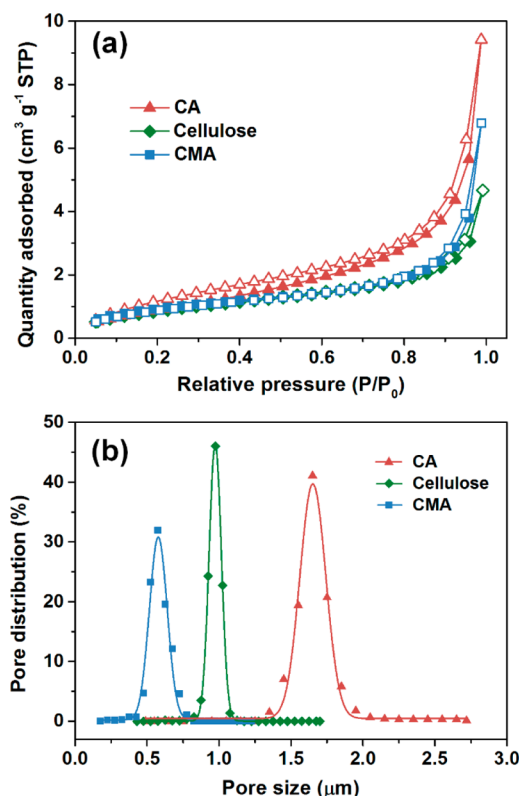 (a)
CA
Cellulose
CMA
10
8
6
4
2
0
Quantity adsorbed (cm³ g⁻¹ STP)
0.0 0.2 0.4 0.6 0.8 1.0
Relative pressure (P/P₀)
(b)
CA
Cellulose
CMA
50
40
30
20
10
0
Pore distribution (%)
0.0 0.5 1.0 1.5 2.0 2.5 3.0
Pore size (μm)